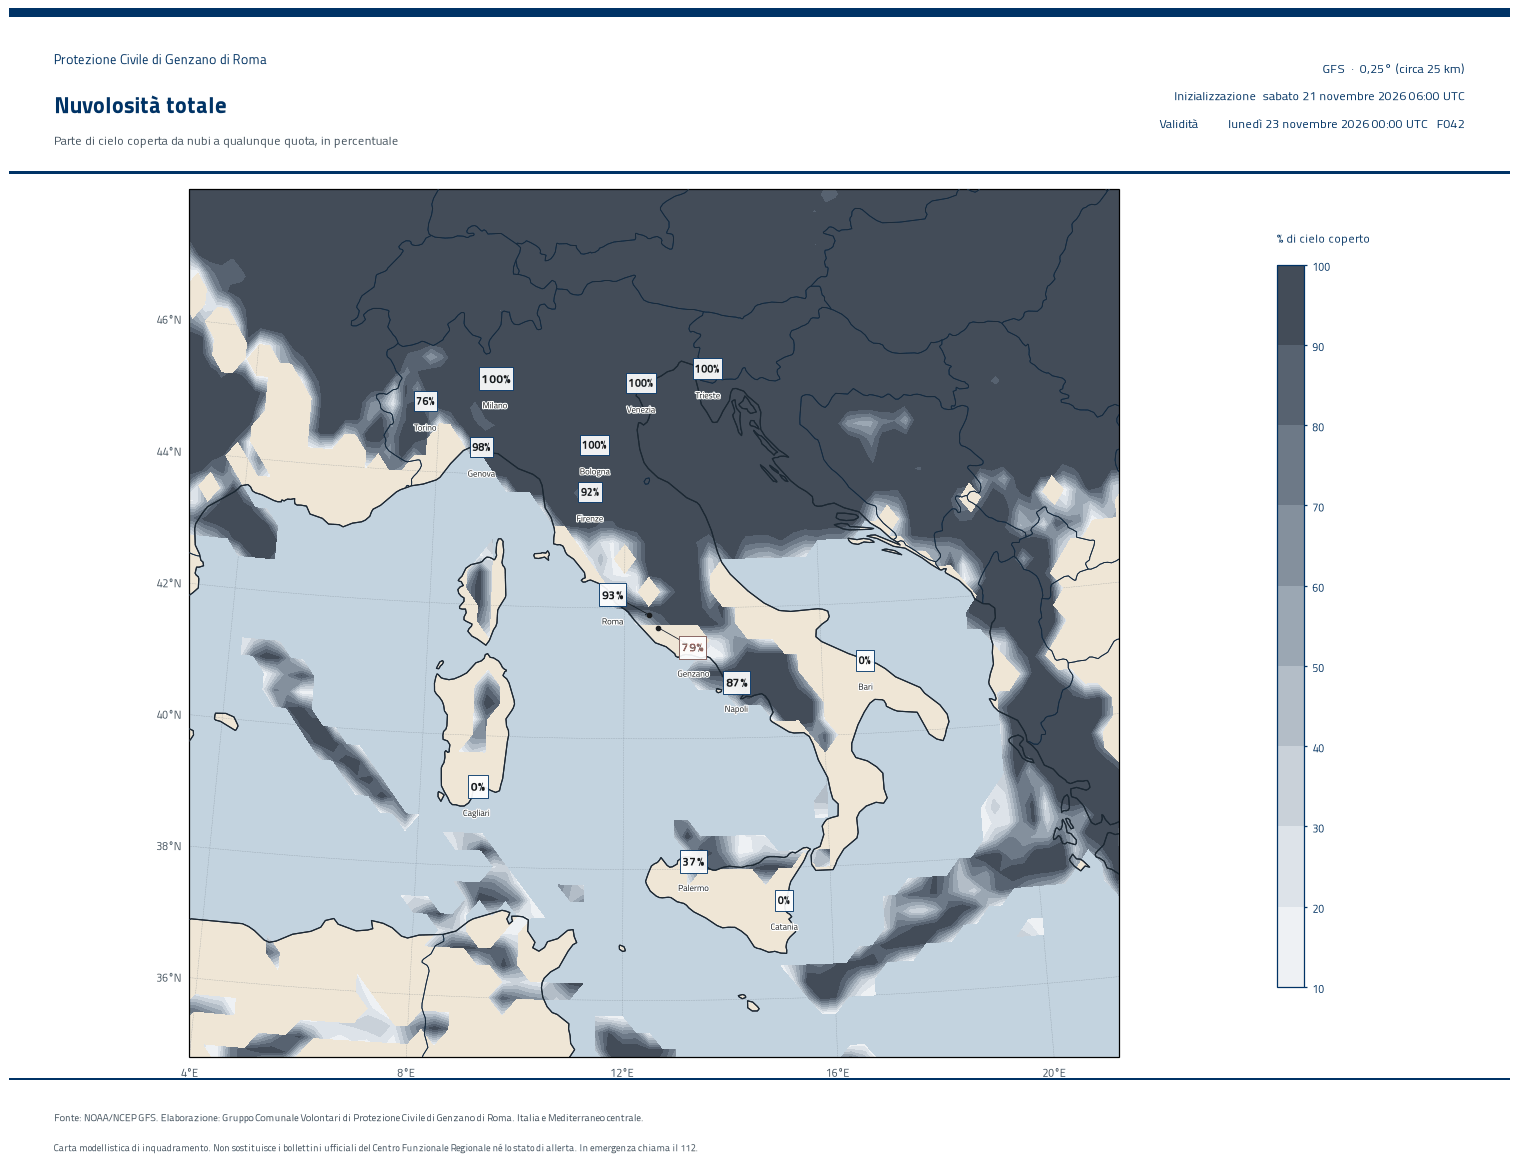 Protezione Civile di Genzano di Roma
Nuvolosità totale
Parte di cielo coperta da nubi a qualunque quota, in percentuale
GFS · 0,25° (circa 25 km)
Inizializzazione sabato 21 novembre 2026 06:00 UTC
Validità lunedì 23 novembre 2026 00:00 UTC F042
% di cielo coperto
100
90
80
70
60
50
40
30
20
10
46°N
44°N
42°N
40°N
38°N
36°N
4°E
8°E
12°E
16°E
20°E
100%
Trieste
100%
Milano
100%
Venezia
76%
Torino
98%
Genova
100%
Bologna
92%
Firenze
93%
Roma
79%
Genzano
87%
Napoli
0%
Bari
0%
Cagliari
37%
Palermo
0%
Catania
Fonte: NOAA/NCEP GFS. Elaborazione: Gruppo Comunale Volontari di Protezione Civile di Genzano di Roma. Italia e Mediterraneo centrale.
Carta modellistica di inquadramento. Non sostituisce i bollettini ufficiali del Centro Funzionale Regionale né lo stato di allerta. In emergenza chiama il 112.